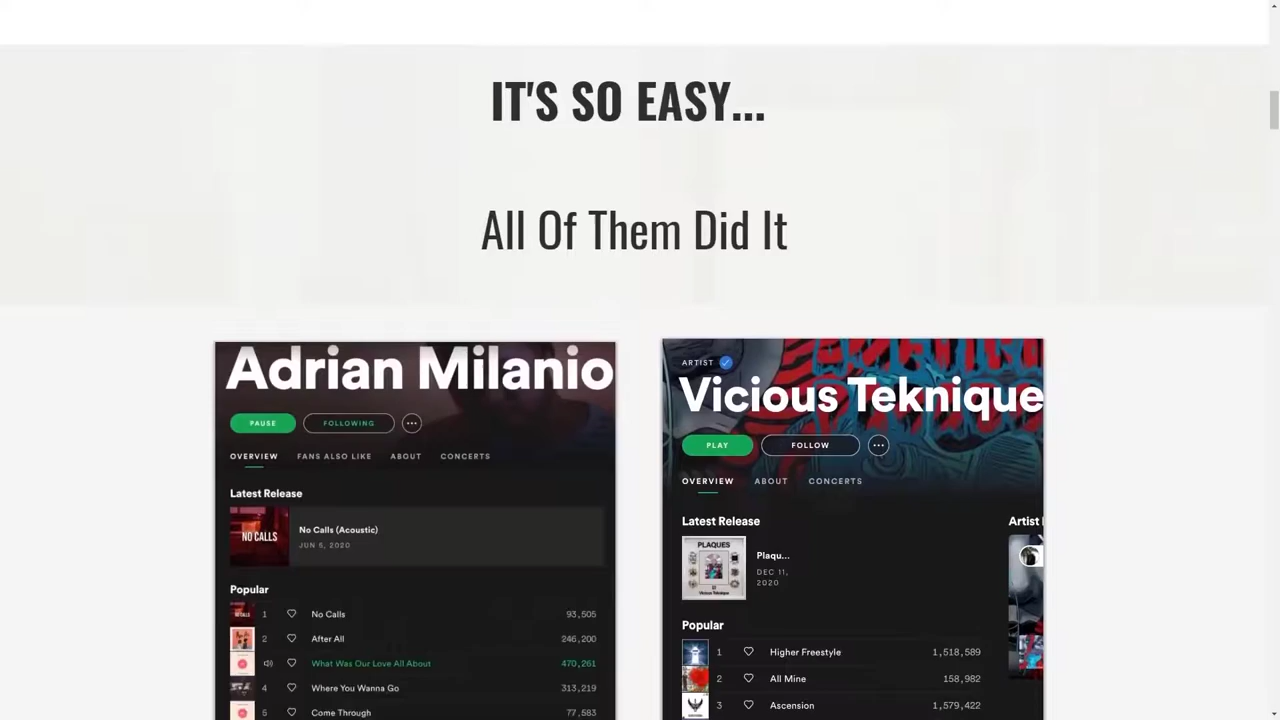 IT'S SO EASY...
All Of Them Did It
Adrian Milanio
PAUSE
FOLLOWING
OVERVIEW
FANS ALSO LIKE
ABOUT
CONCERTS
Latest Release
NO CALLS
No Calls (Acoustic)
JUN 5, 2020
Popular
1 No Calls 93,505
2 After All 246,200
What Was Our Love All About 470,261
4 Where You Wanna Go 313,219
5 Come Through 77,583
ARTIST
Vicious Teknique
PLAY
FOLLOW
OVERVIEW
ABOUT
CONCERTS
Latest Release
Artist
PLAQUES
Vicious Teknique
Plaqu...
DEC 11,
2020
Popular
1 Higher Freestyle 1,518,589
2 All Mine 158,982
3 Ascension 1,579,422